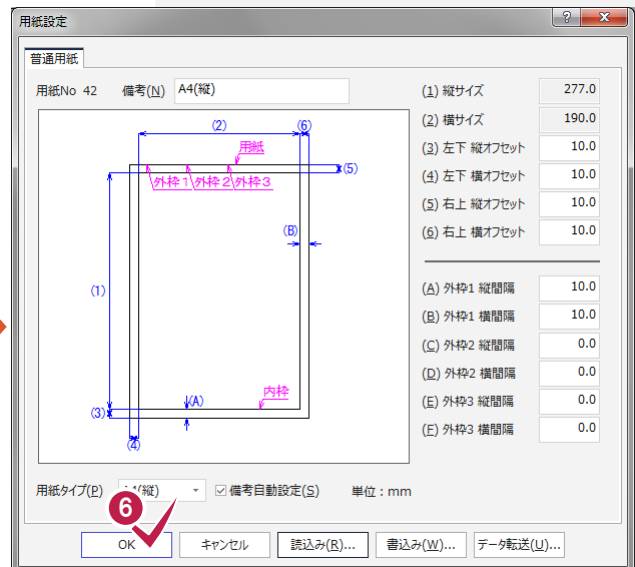 用紙設定
普通用紙
用紙No 42 備考(N) A4(縦)
(2) (6)
用紙
(5)
外枠1 外枠2 外枠3
(B)
(1)
内枠
(A)
(3)
(4)
(1) 縦サイズ 277.0
(2) 横サイズ 190.0
(3) 左下 縦オフセット 10.0
(4) 左下 横オフセット 10.0
(5) 右上 縦オフセット 10.0
(6) 右上 横オフセット 10.0
(A) 外枠1 縦間隔 10.0
(B) 外枠1 横間隔 10.0
(C) 外枠2 縦間隔 0.0
(D) 外枠2 横間隔 0.0
(E) 外枠3 縦間隔 0.0
(F) 外枠3 横間隔 0.0
用紙タイプ(P) A4(縦) 備考自動設定(S) 単位：mm
6
OK キャンセル 読込み(R)... 書込み(W)... データ転送(U)...